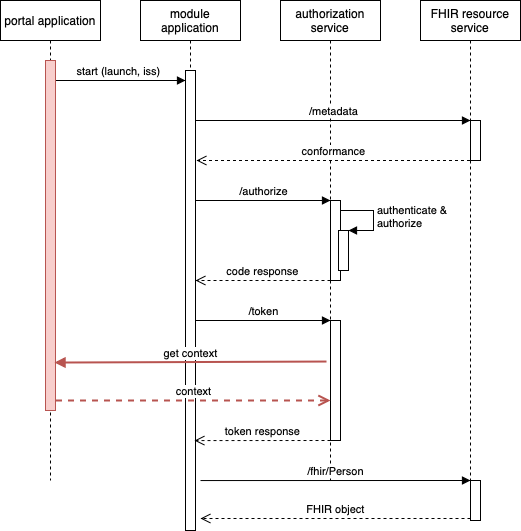 portal application
module
application
authorization
service
FHIR resource
service
start (launch, iss)
/metadata
conformance
/authorize
authenticate &
authorize
code response
/token
get context
context
token response
/fhir/Person
FHIR object